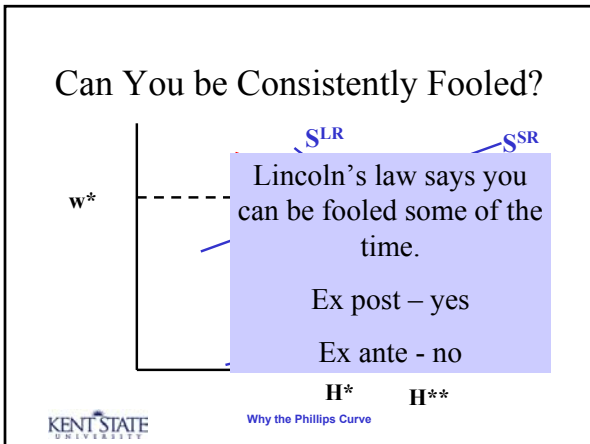 Can You be Consistently Fooled?
S^LR
S^SR
w*
Lincoln’s law says you
can be fooled some of the
time.
Ex post – yes
Ex ante - no
H*
H**
KENT STATE
UNIVERSITY
Why the Phillips Curve